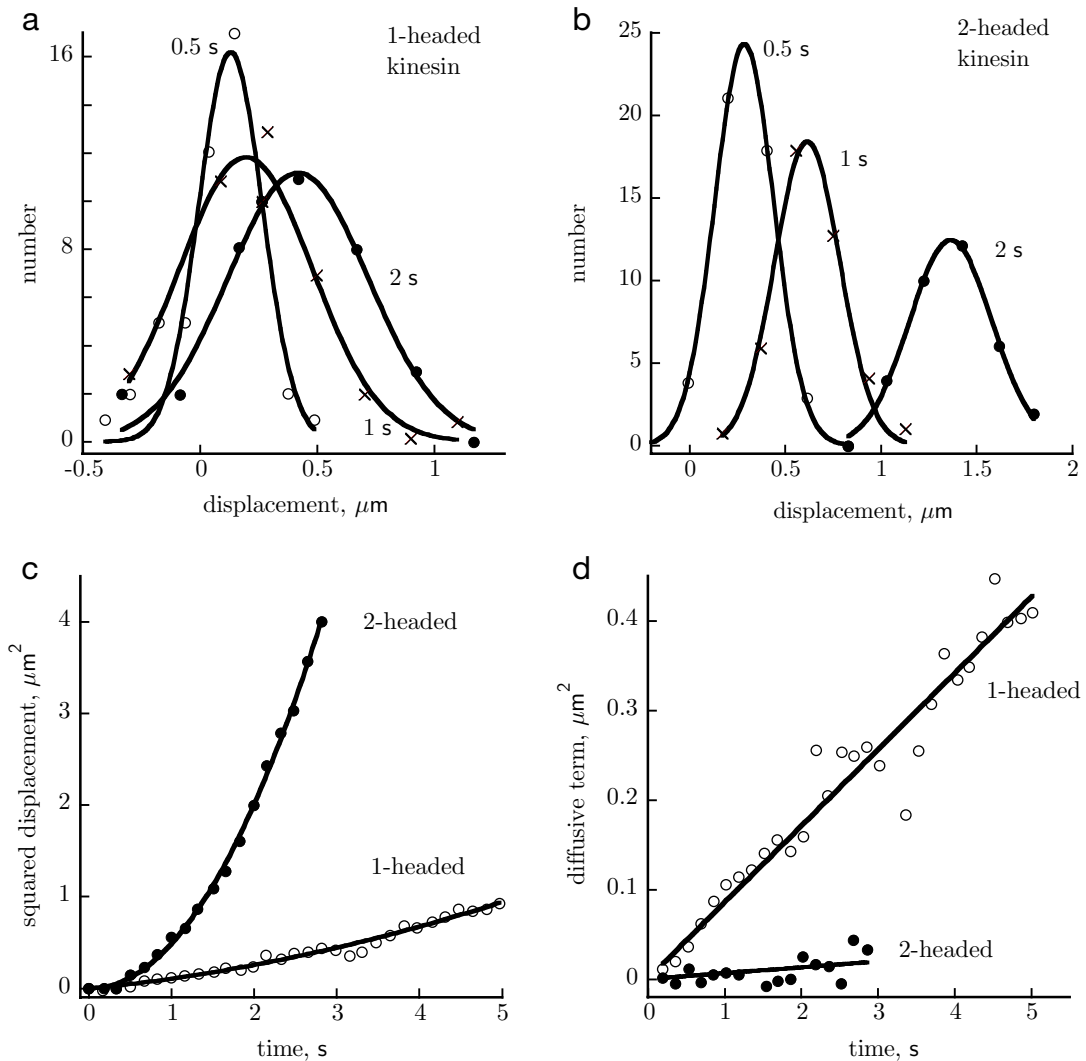 a
1-headed
kinesin
0.5 s
2 s
1 s
16
8
0
number
-0.5
0
0.5
1
displacement, μm
b
2-headed
kinesin
0.5 s
1 s
2 s
25
20
15
10
5
0
number
0
0.5
1
1.5
2
displacement, μm
c
2-headed
1-headed
4
3
2
1
0
squared displacement, μm²
0
1
2
3
4
5
time, s
d
1-headed
2-headed
0.4
0.3
0.2
0.1
0
diffusive term, μm²
0
1
2
3
4
5
time, s